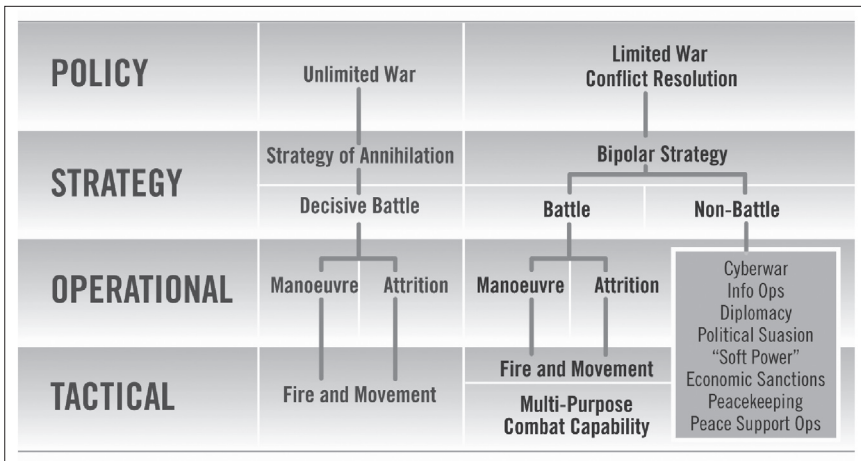 POLICY
Unlimited War
Limited War
Conflict Resolution
STRATEGY
Strategy of Annihilation
Bipolar Strategy
Decisive Battle
Battle
Non-Battle
OPERATIONAL
Manoeuvre
Attrition
Manoeuvre
Attrition
Cyberwar
Info Ops
Diplomacy
Political Suasion
“Soft Power”
Economic Sanctions
Peacekeeping
Peace Support Ops
TACTICAL
Fire and Movement
Fire and Movement
Multi-Purpose
Combat Capability